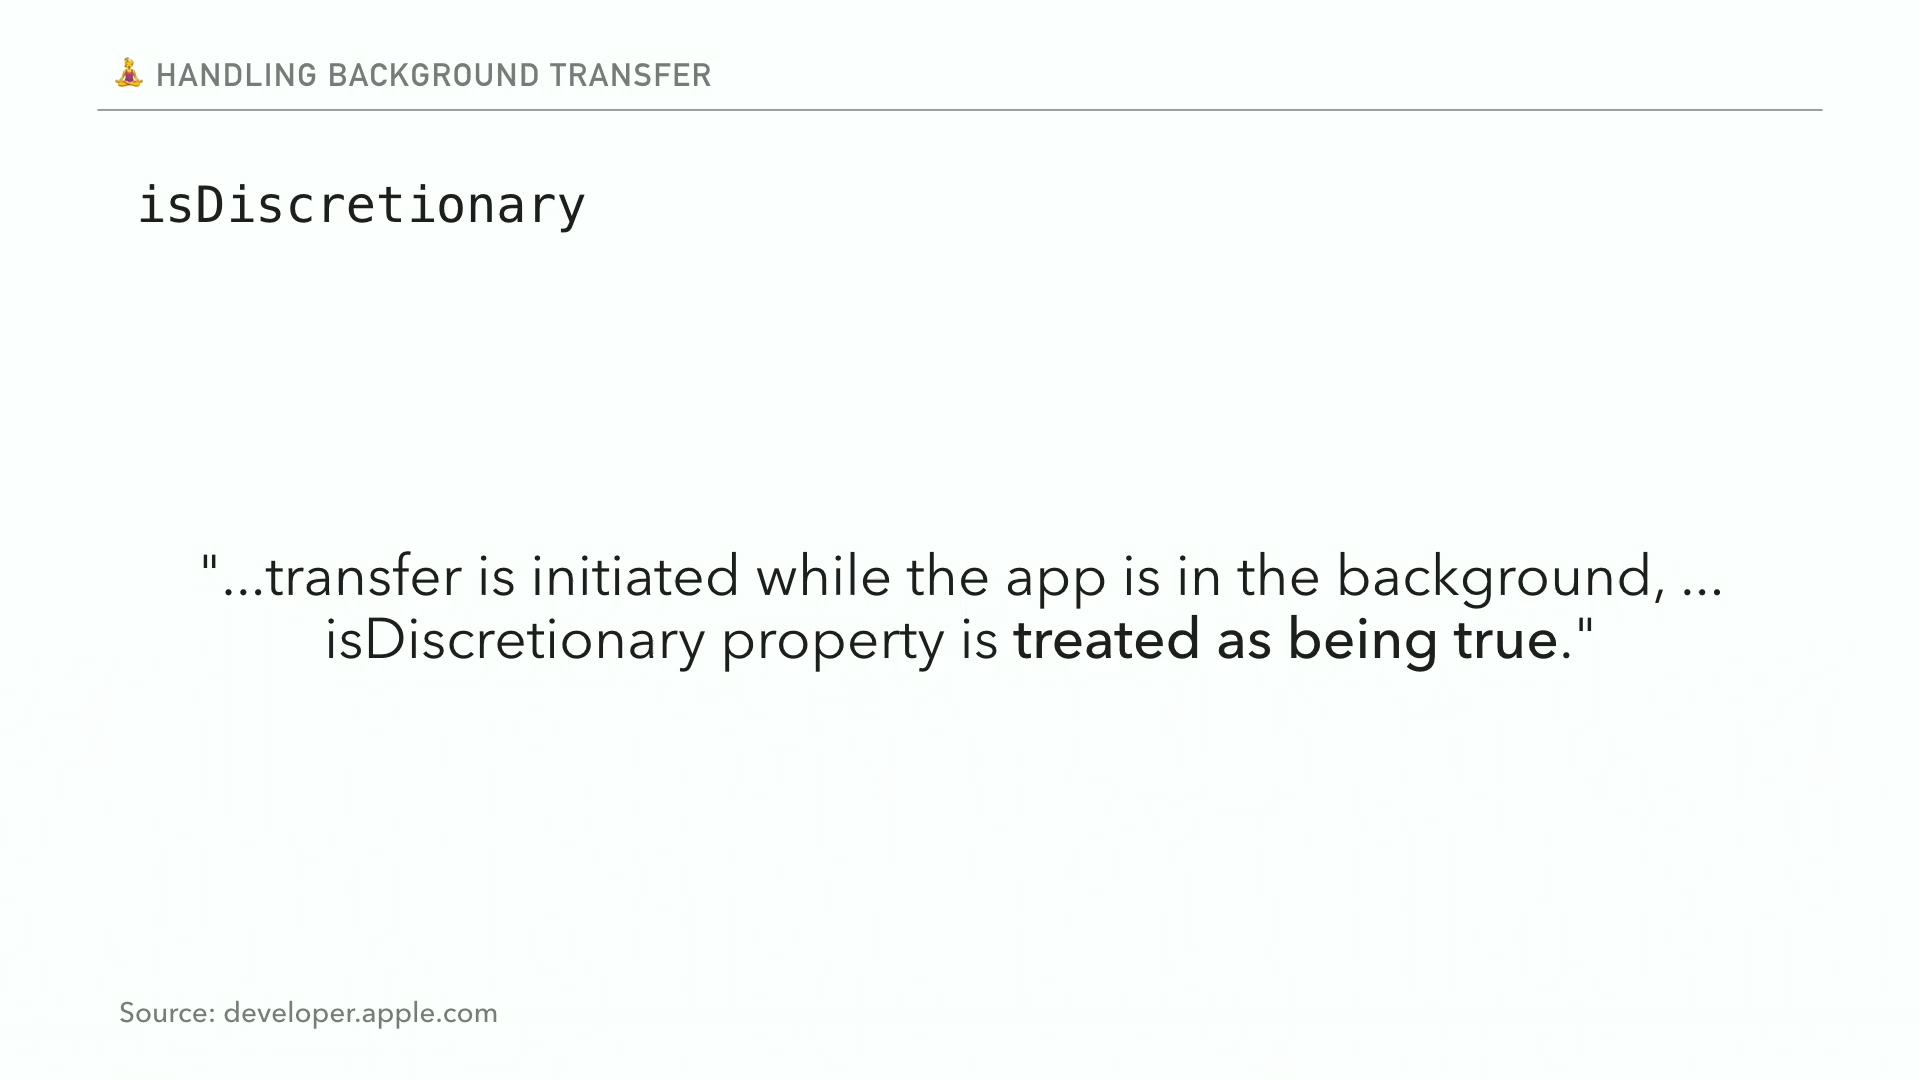 🧘 HANDLING BACKGROUND TRANSFER
isDiscretionary
"...transfer is initiated while the app is in the background, ...
isDiscretionary property is treated as being true."
Source: developer.apple.com